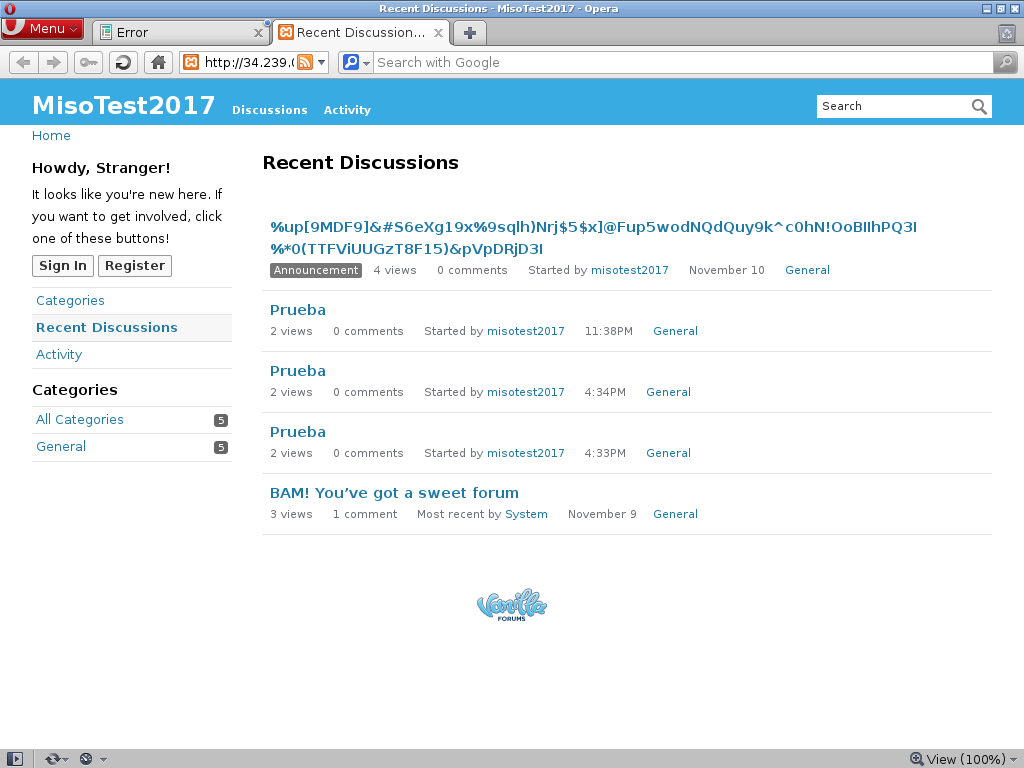 Recent Discussions - MisoTest2017 - Opera
Menu
Error
Recent Discussion...
http://34.239.0
Search with Google
MisoTest2017 Discussions Activity
Search
Home
Howdy, Stranger!
It looks like you're new here. If
you want to get involved, click
one of these buttons!
Sign In Register
Categories
Recent Discussions
Activity
Categories
All Categories 5
General 5
Recent Discussions
%up[9MDF9]&#S6eXg19x%9sqlh)Nrj$5$x]@Fup5wodNQdQuy9k^c0hN!OoBIIhPQ3I
%*0(TTFViUUGzT8F15)&pVpDRjD3I
Announcement 4 views 0 comments Started by misotest2017 November 10 General
Prueba
2 views 0 comments Started by misotest2017 11:38PM General
Prueba
2 views 0 comments Started by misotest2017 4:34PM General
Prueba
2 views 0 comments Started by misotest2017 4:33PM General
BAM! You’ve got a sweet forum
3 views 1 comment Most recent by System November 9 General
Vanilla
FORUMS
View (100%)